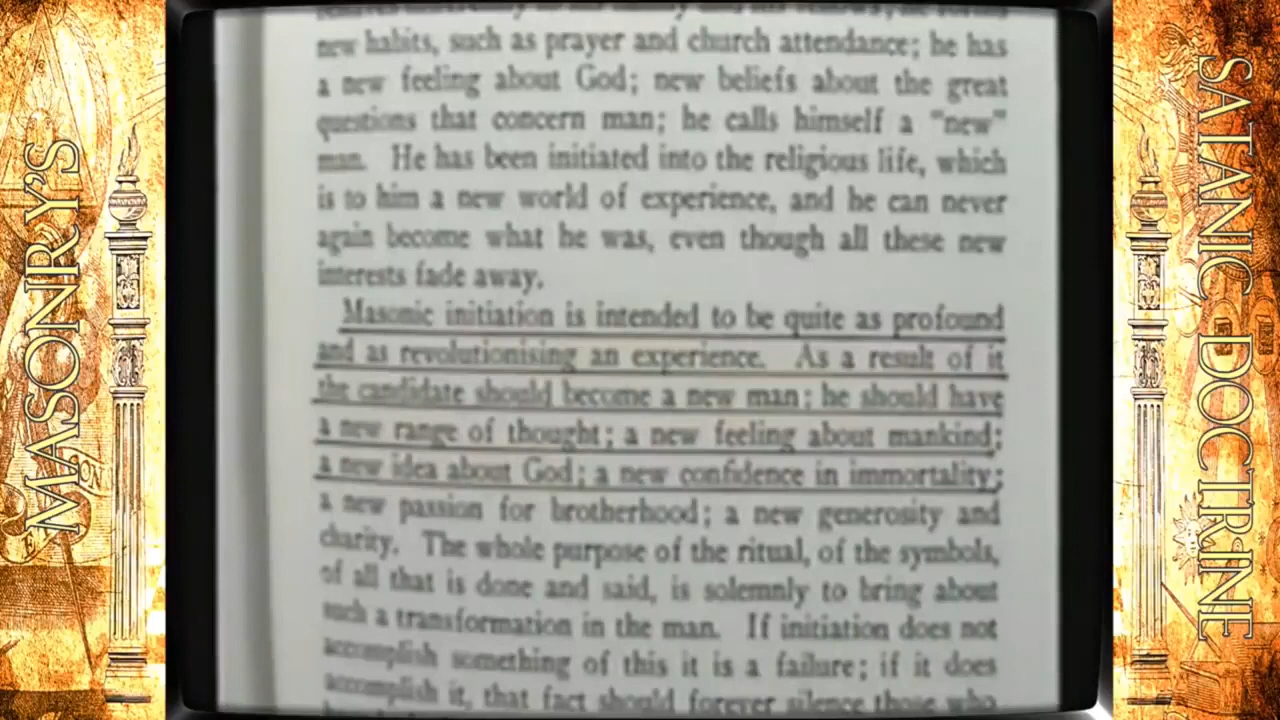 MASONRY'S
new habits, such as prayer and church attendance; he has
a new feeling about God; new beliefs about the great
questions that concern man; he calls himself a "new"
man. He has been initiated into the religious life, which
is to him a new world of experience, and he can never
again become what he was, even though all these new
interests fade away.
Masonic initiation is intended to be quite as profound
and as revolutionising an experience. As a result of it
the candidate should become a new man; he should have
a new range of thought; a new feeling about mankind;
a new idea about God; a new confidence in immortality;
a new passion for brotherhood; a new generosity and
charity. The whole purpose of the ritual, of the symbols,
of all that is done and said, is solemnly to bring about
such a transformation in the man. If initiation does not
accomplish something of this it is a failure; if it does
accomplish it, that fact should forever silence those who
SATANIC DOCTRINE